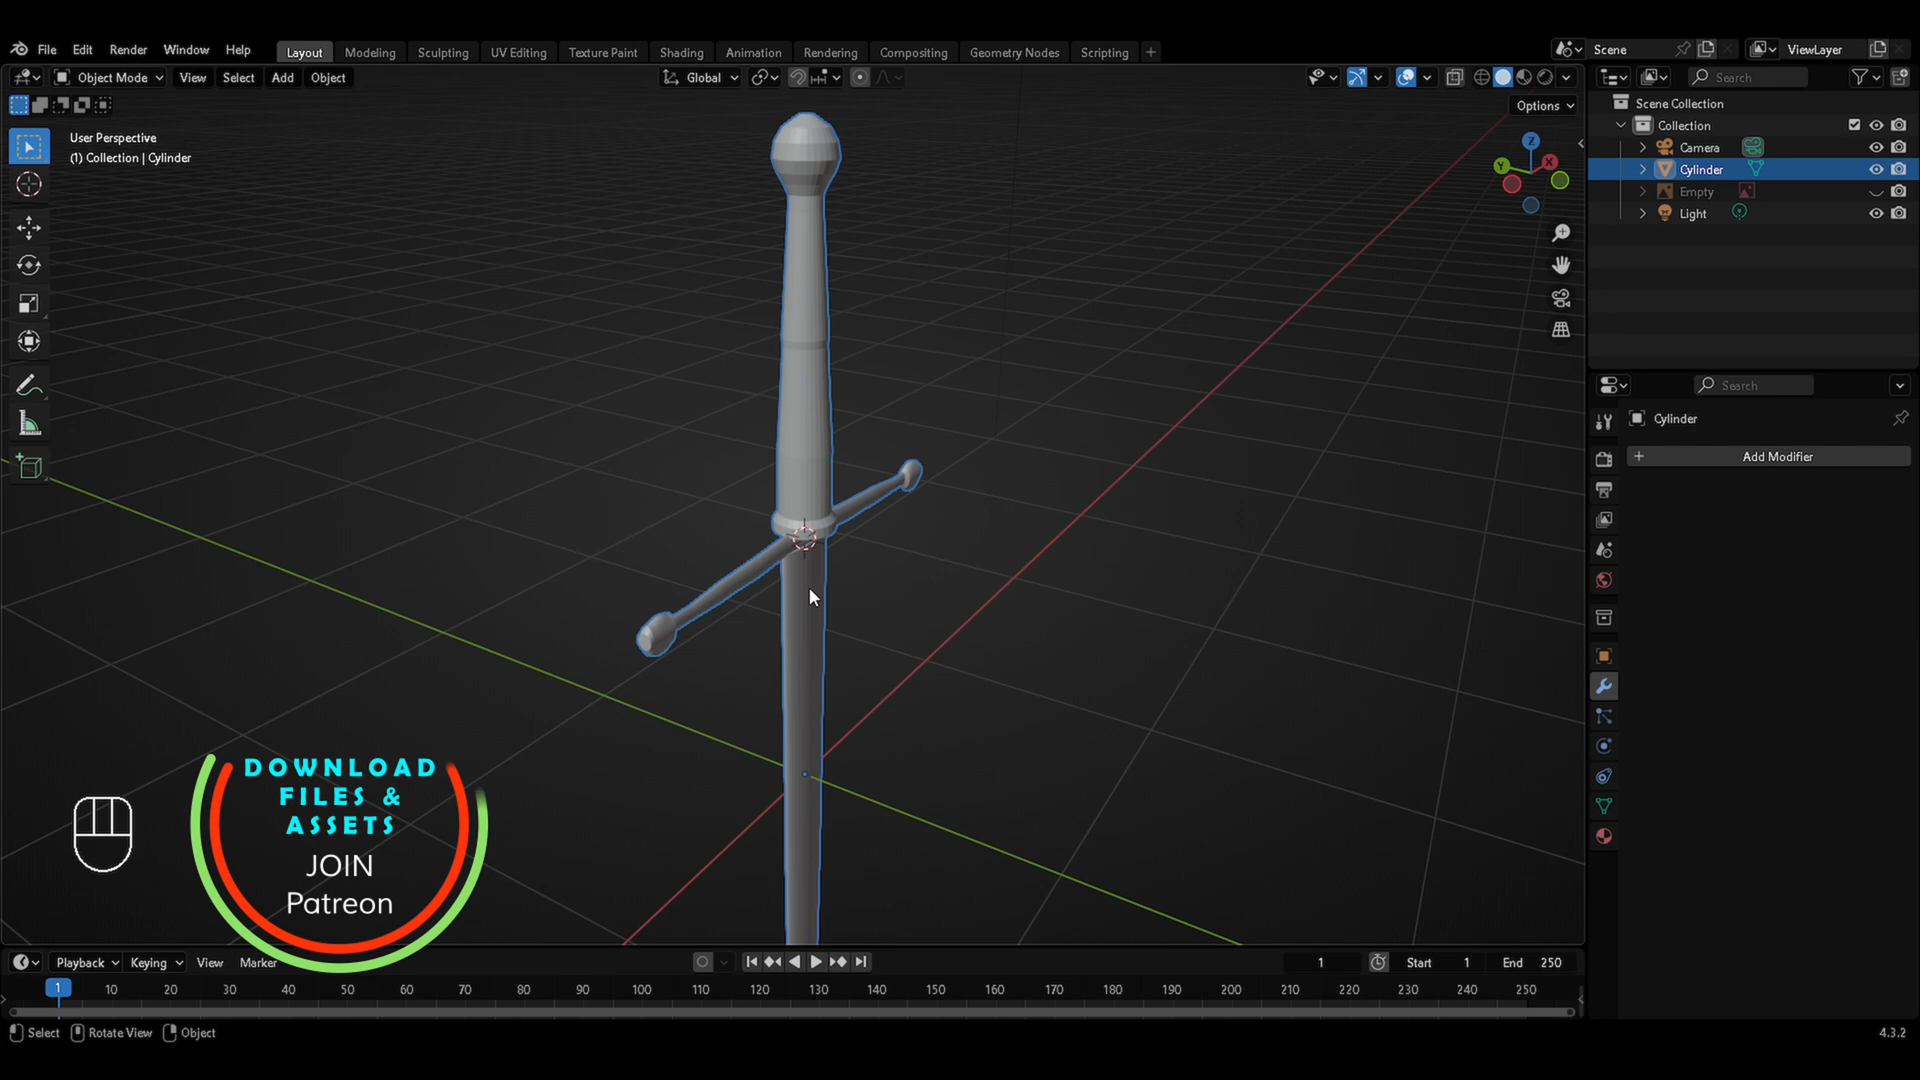 File Edit Render Window Help Layout Modeling Sculpting UV Editing Texture Paint Shading Animation Rendering Compositing Geometry Nodes Scripting + Scene ViewLayer
Object Mode View Select Add Object Global Search
Options
User Perspective
(1) Collection | Cylinder
Scene Collection
Collection
Camera
Cylinder
Empty
Light
Z
Y
X
Search
Cylinder
+ Add Modifier
DOWNLOAD
FILES &
ASSETS
JOIN
Patreon
Playback Keying View Marker 1 Start 1 End 250
1 10 20 30 40 50 60 70 80 90 100 110 120 130 140 150 160 170 180 190 200 210 220 230 240 250
Select Rotate View Object 4.3.2